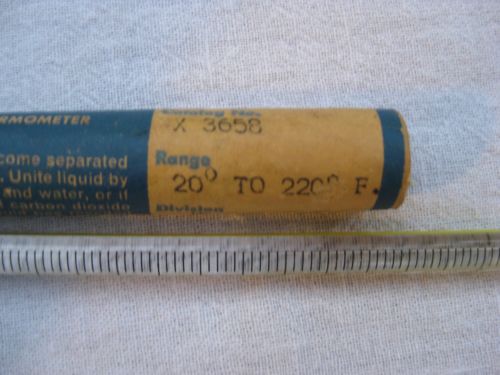 RMOMETER
Catalog No.
X 3658
Range
20° TO 220° F.
Division
come separated
. Unite liquid by
and water, or if
carbon dioxide